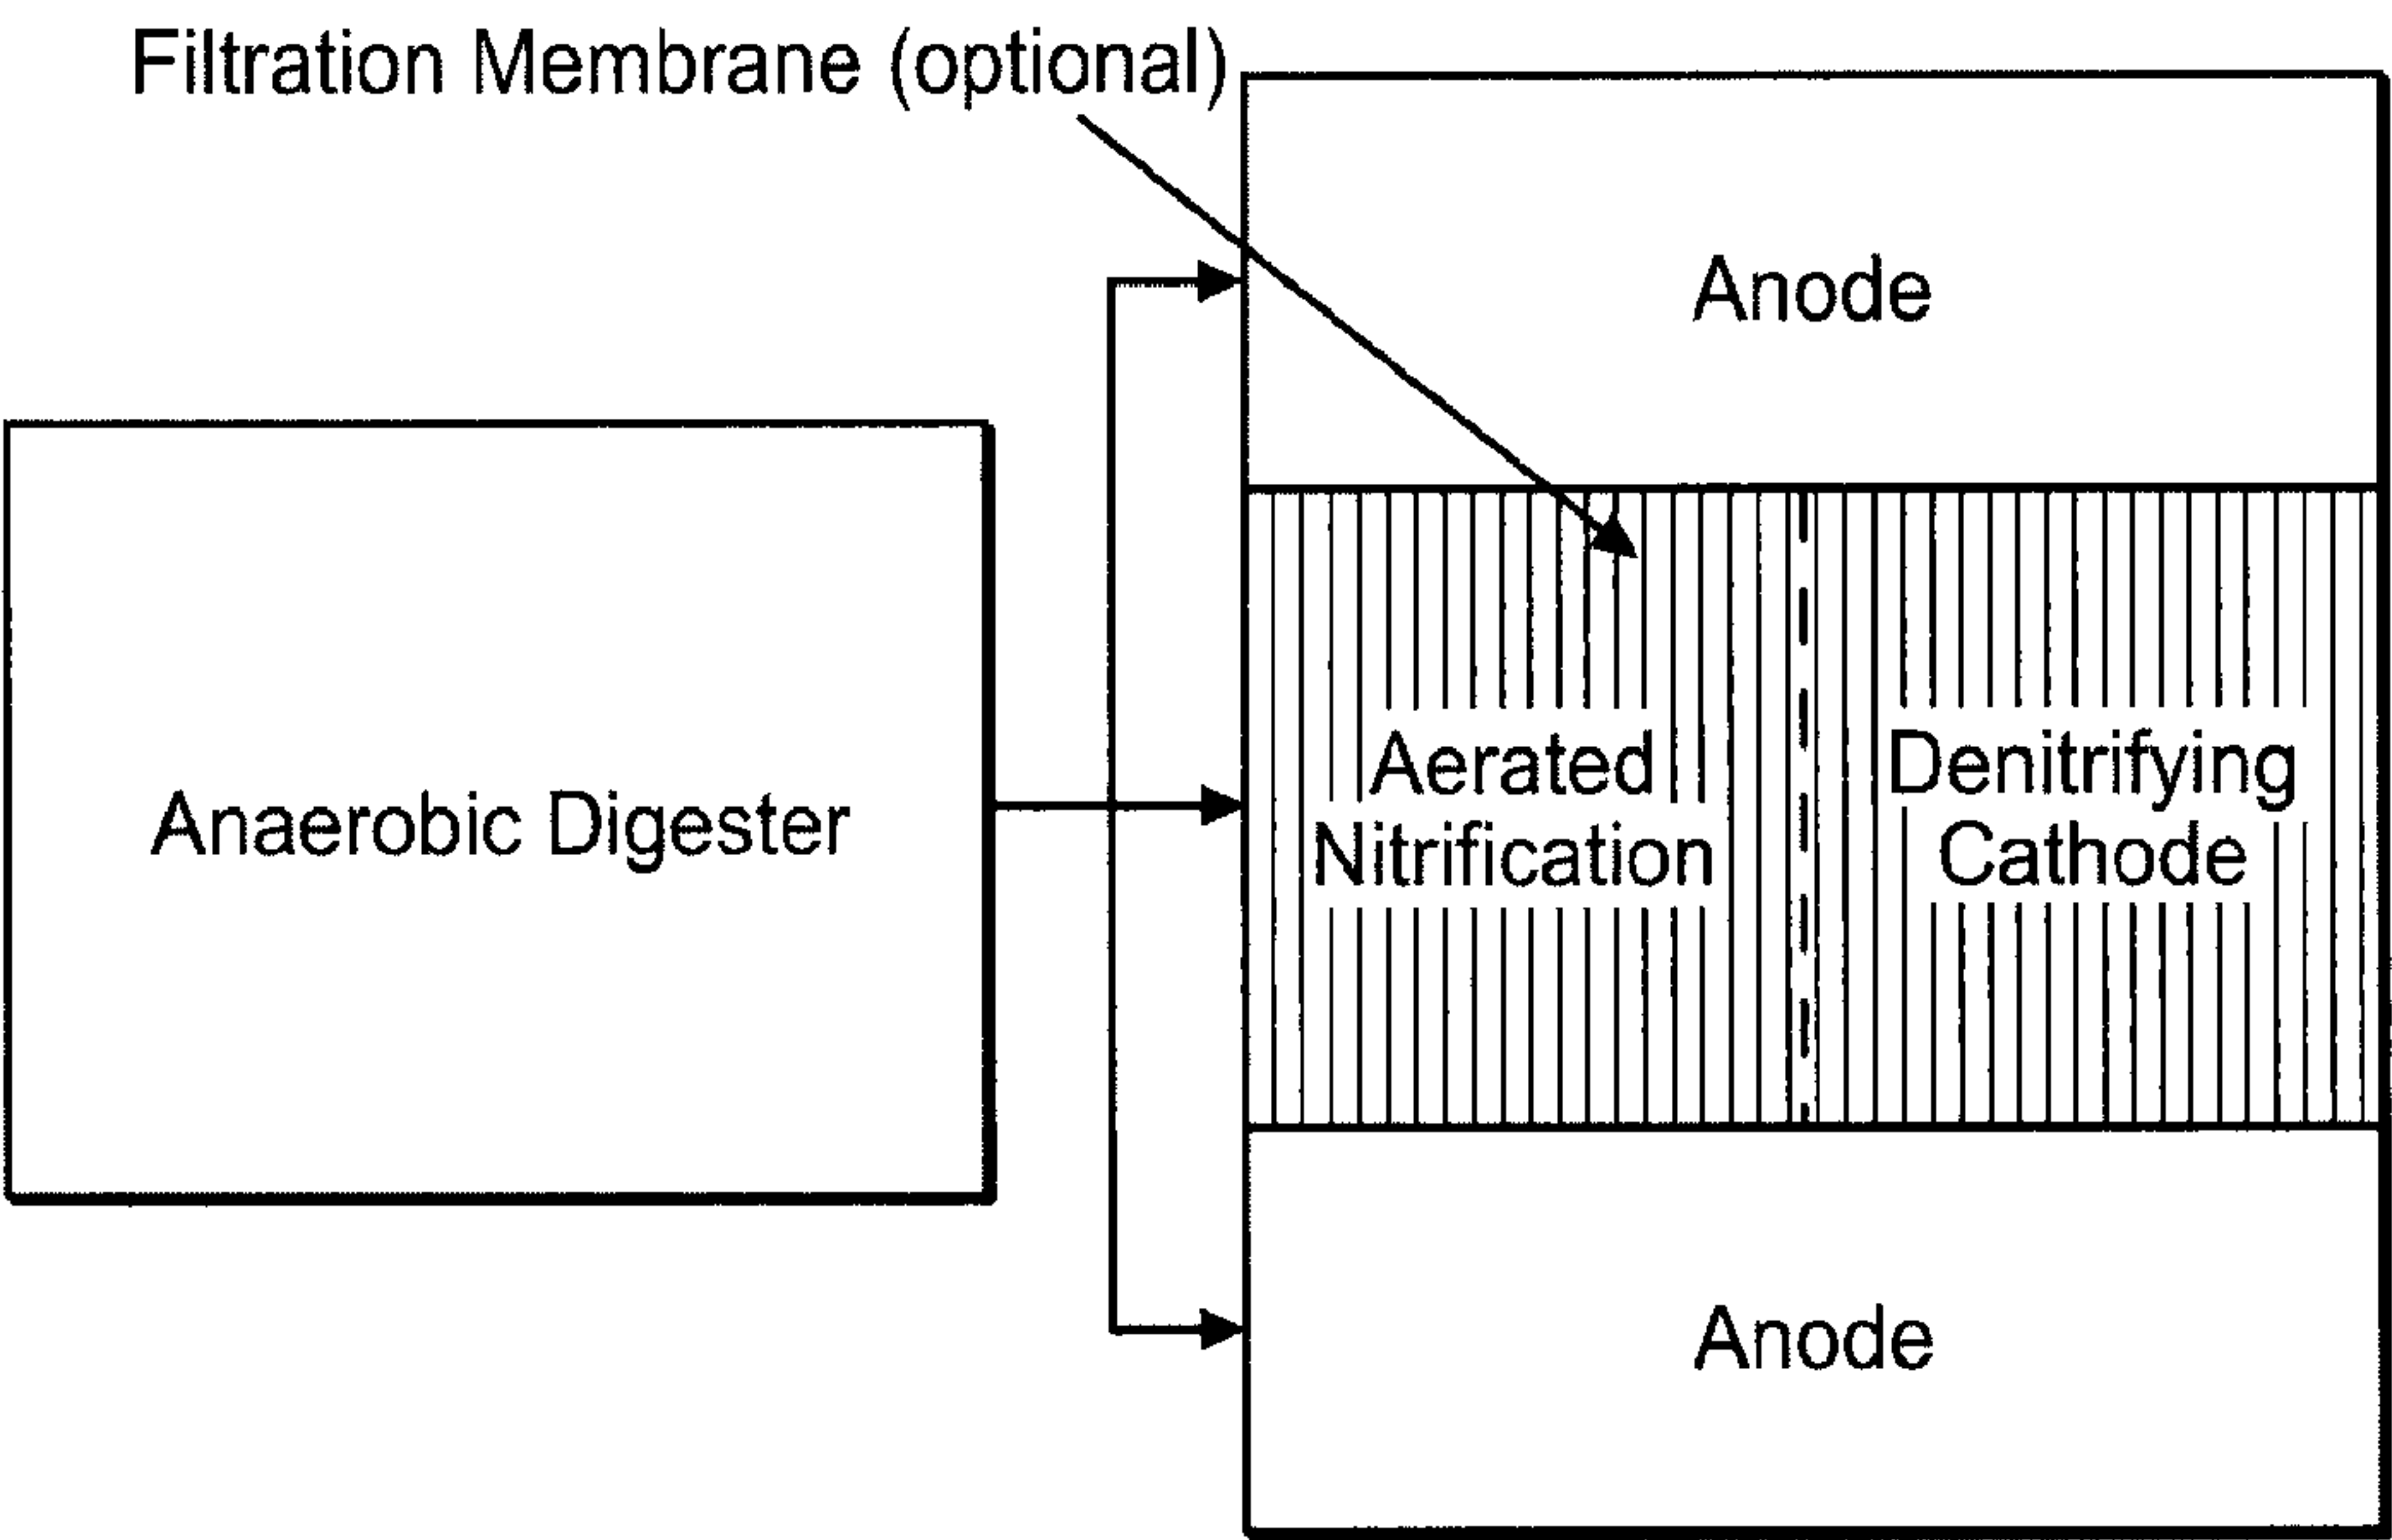 Filtration Membrane (optional)
Anode
Anaerobic Digester
Aerated
Nitrification
Denitrifying
Cathode
Anode